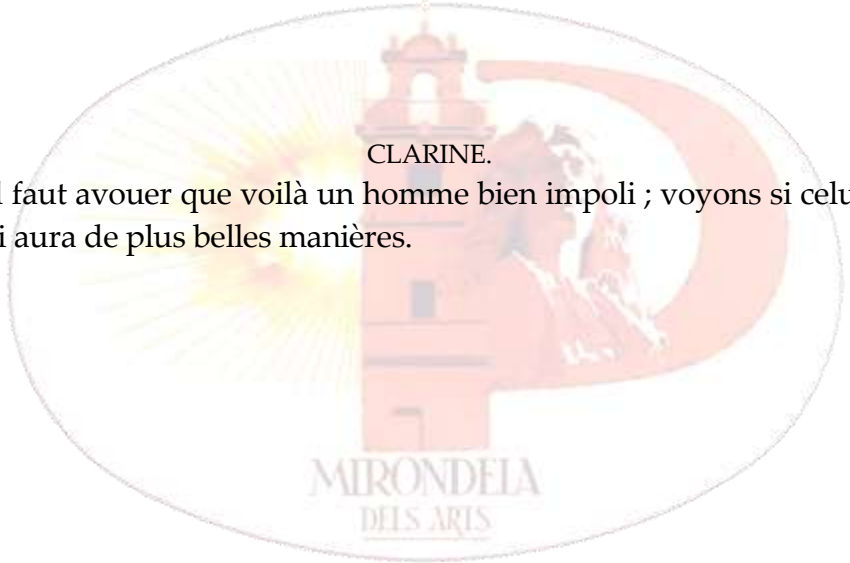 CLARINE.
l faut avouer que voilà un homme bien impoli ; voyons si celu
i aura de plus belles manières.
MIRONDELA
DELS ARTS